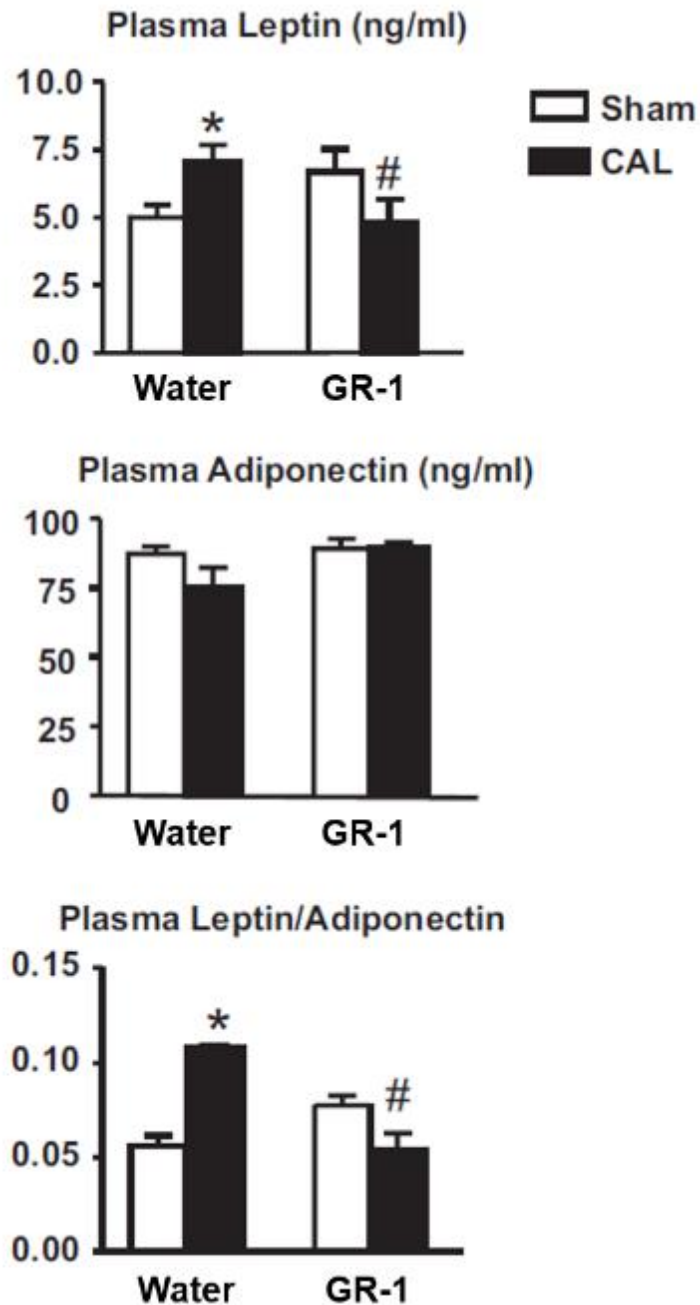 Plasma Leptin (ng/ml)
10.0
7.5
5.0
2.5
0.0
*
#
Sham
CAL
Water GR-1
Plasma Adiponectin (ng/ml)
100
75
50
25
0
Water GR-1
Plasma Leptin/Adiponectin
0.15
0.10
0.05
0.00
*
#
Water GR-1